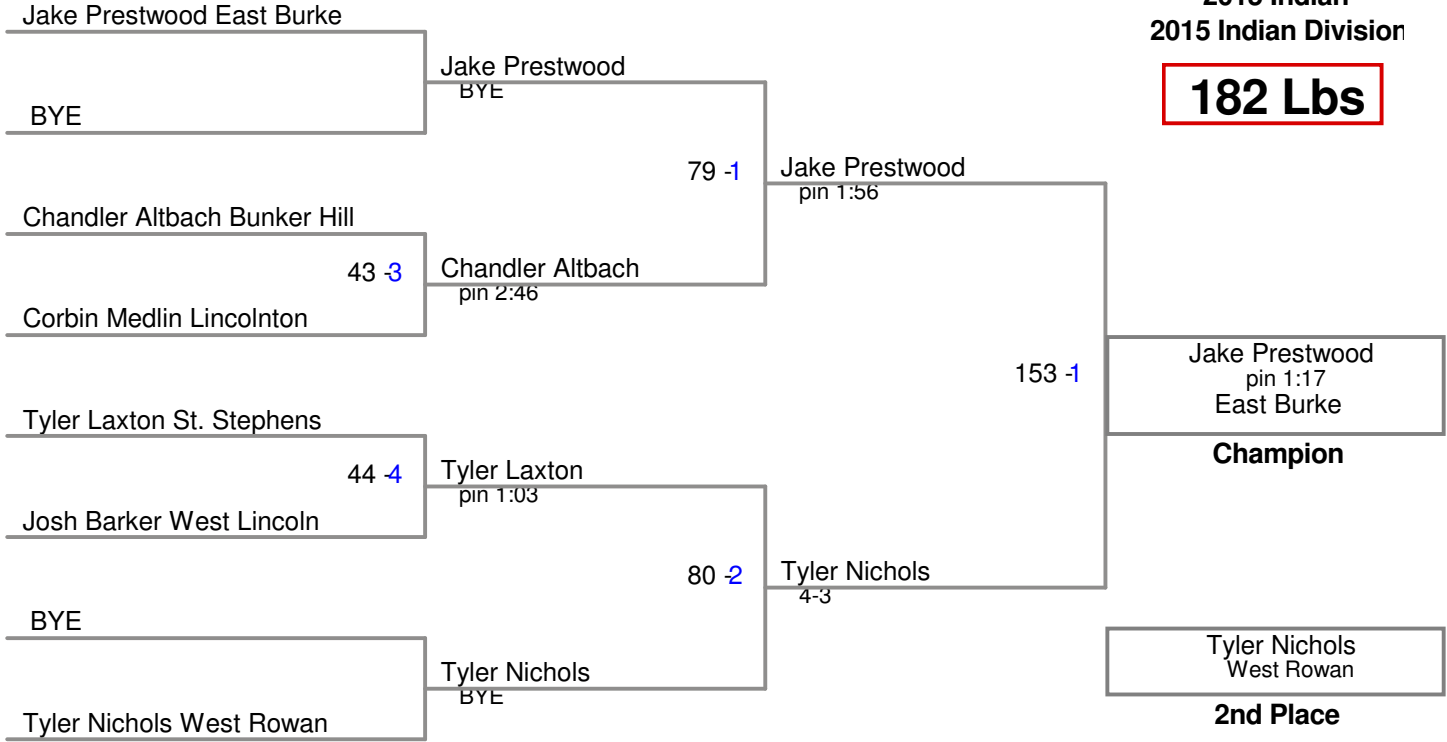 2015 Indian
2015 Indian Division
182 Lbs
Jake Prestwood East Burke
BYE
Jake Prestwood
BYE
Chandler Altbach Bunker Hill
43 -3
Corbin Medlin Lincolnton
Chandler Altbach
pin 2:46
79 -1
Jake Prestwood
pin 1:56
Tyler Laxton St. Stephens
44 -4
Josh Barker West Lincoln
Tyler Laxton
pin 1:03
BYE
Tyler Nichols West Rowan
Tyler Nichols
BYE
80 -2
Tyler Nichols
4-3
153 -1
Jake Prestwood
pin 1:17
East Burke
Champion
Tyler Nichols
West Rowan
2nd Place